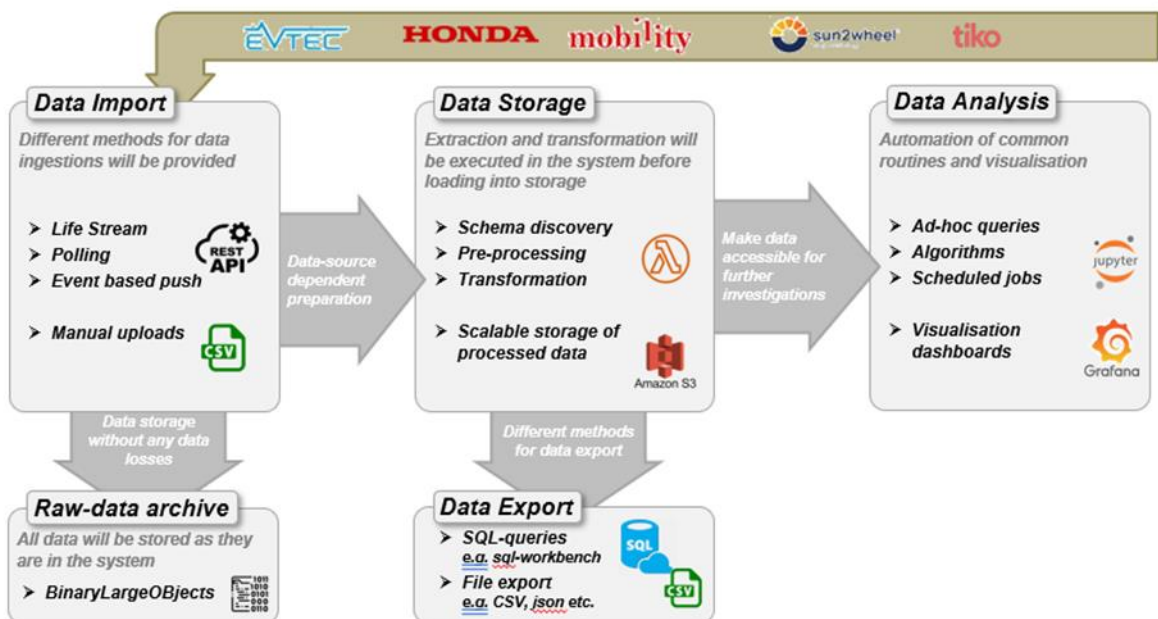 EVTEC HONDA mobility sun2wheel tiko
Data Import
Different methods for data
ingestions will be provided
➢ Life Stream
➢ Polling
➢ Event based push
➢ Manual uploads
REST
API
CSV
Data-source
dependent
preparation
Data Storage
Extraction and transformation will
be executed in the system before
loading into storage
➢ Schema discovery
➢ Pre-processing
➢ Transformation
➢ Scalable storage of
processed data
λ
Amazon S3
Make data
accessible for
further
investigations
Data Analysis
Automation of common
routines and visualisation
➢ Ad-hoc queries
➢ Algorithms
➢ Scheduled jobs
➢ Visualisation
dashboards
jupyter
Grafana
Data storage
without any data
losses
Different methods
for data export
Raw-data archive
All data will be stored as they
are in the system
➢ BinaryLargeOBjects
1011
1010
0101
000
0110
Data Export
➢ SQL-queries
e.g. sql-workbench
➢ File export
e.g. CSV, json etc.
SQL
CSV